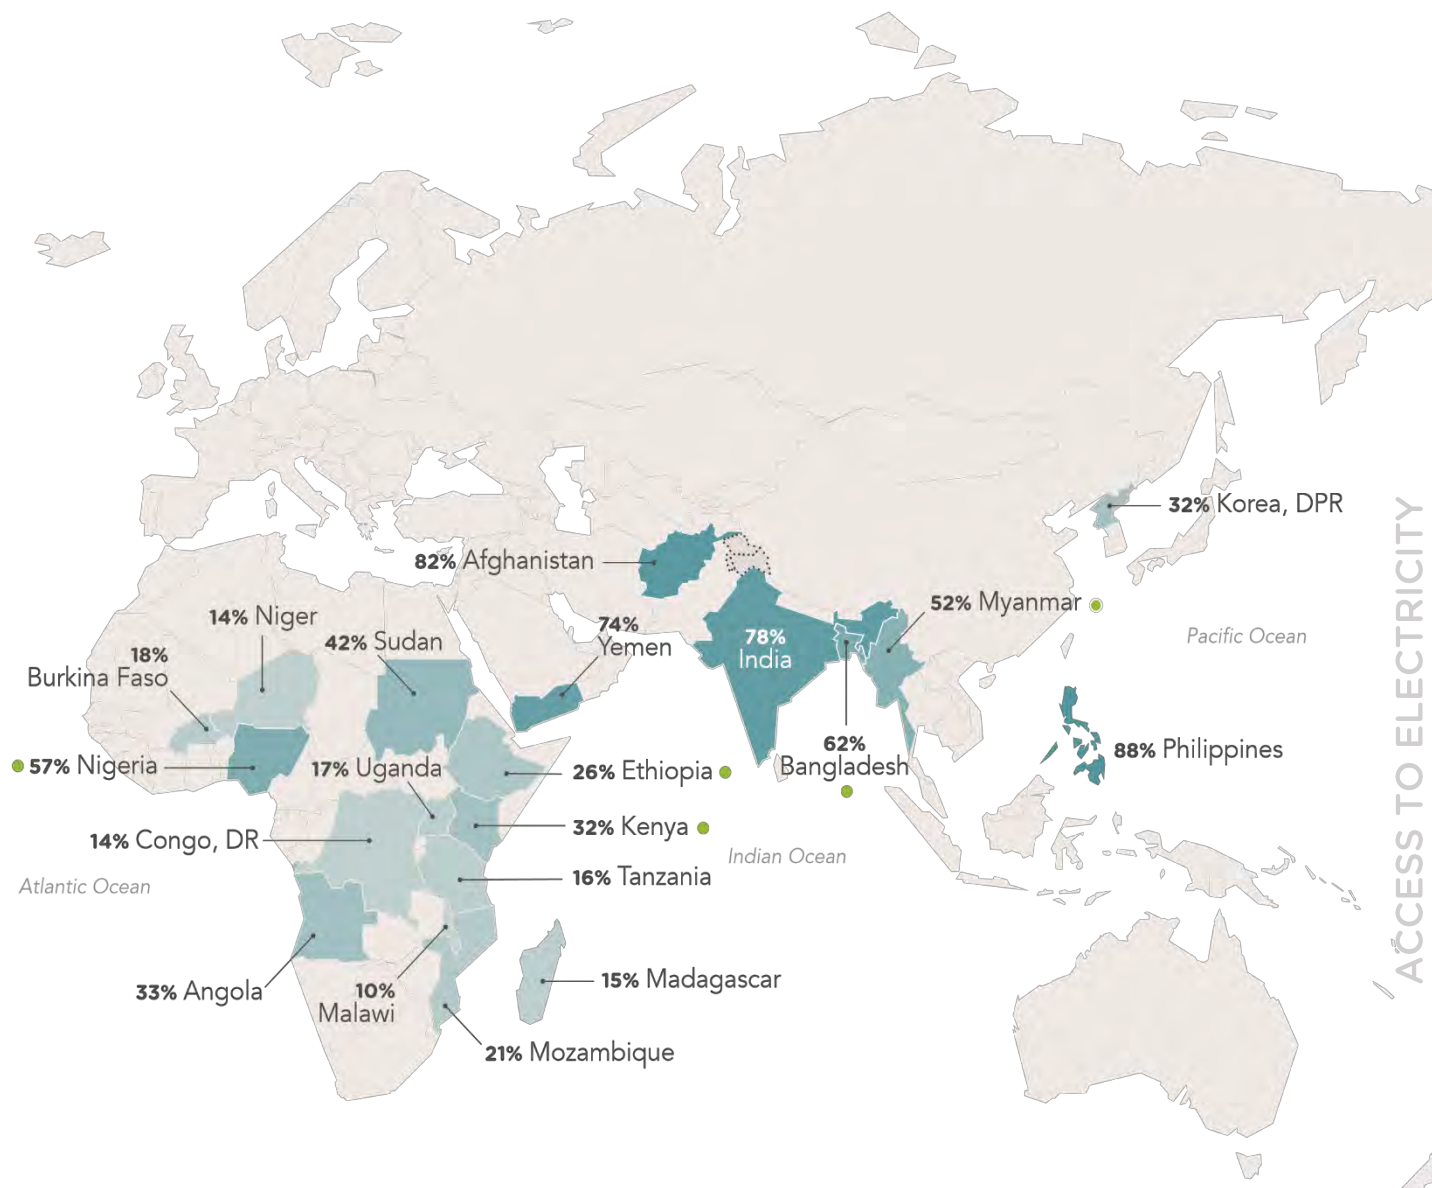 32% Korea, DPR
82% Afghanistan
52% Myanmar
14% Niger
74%
Yemen
42% Sudan
78%
India
Pacific Ocean
18%
Burkina Faso
62%
Bangladesh
88% Philippines
57% Nigeria
17% Uganda
26% Ethiopia
32% Kenya
14% Congo, DR
Indian Ocean
16% Tanzania
Atlantic Ocean
33% Angola
10%
Malawi
15% Madagascar
21% Mozambique
ACCESS TO ELECTRICITY